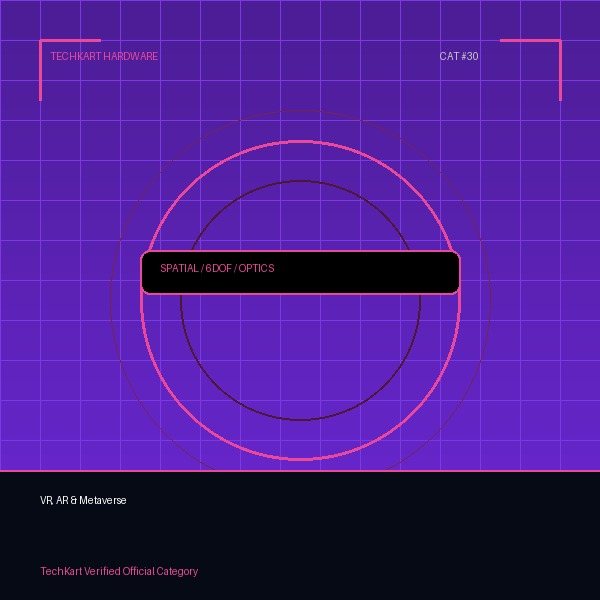 TECHKART HARDWARE
CAT #30
SPATIAL / 6DOF / OPTICS
VR, AR & Metaverse
TechKart Verified Official Category